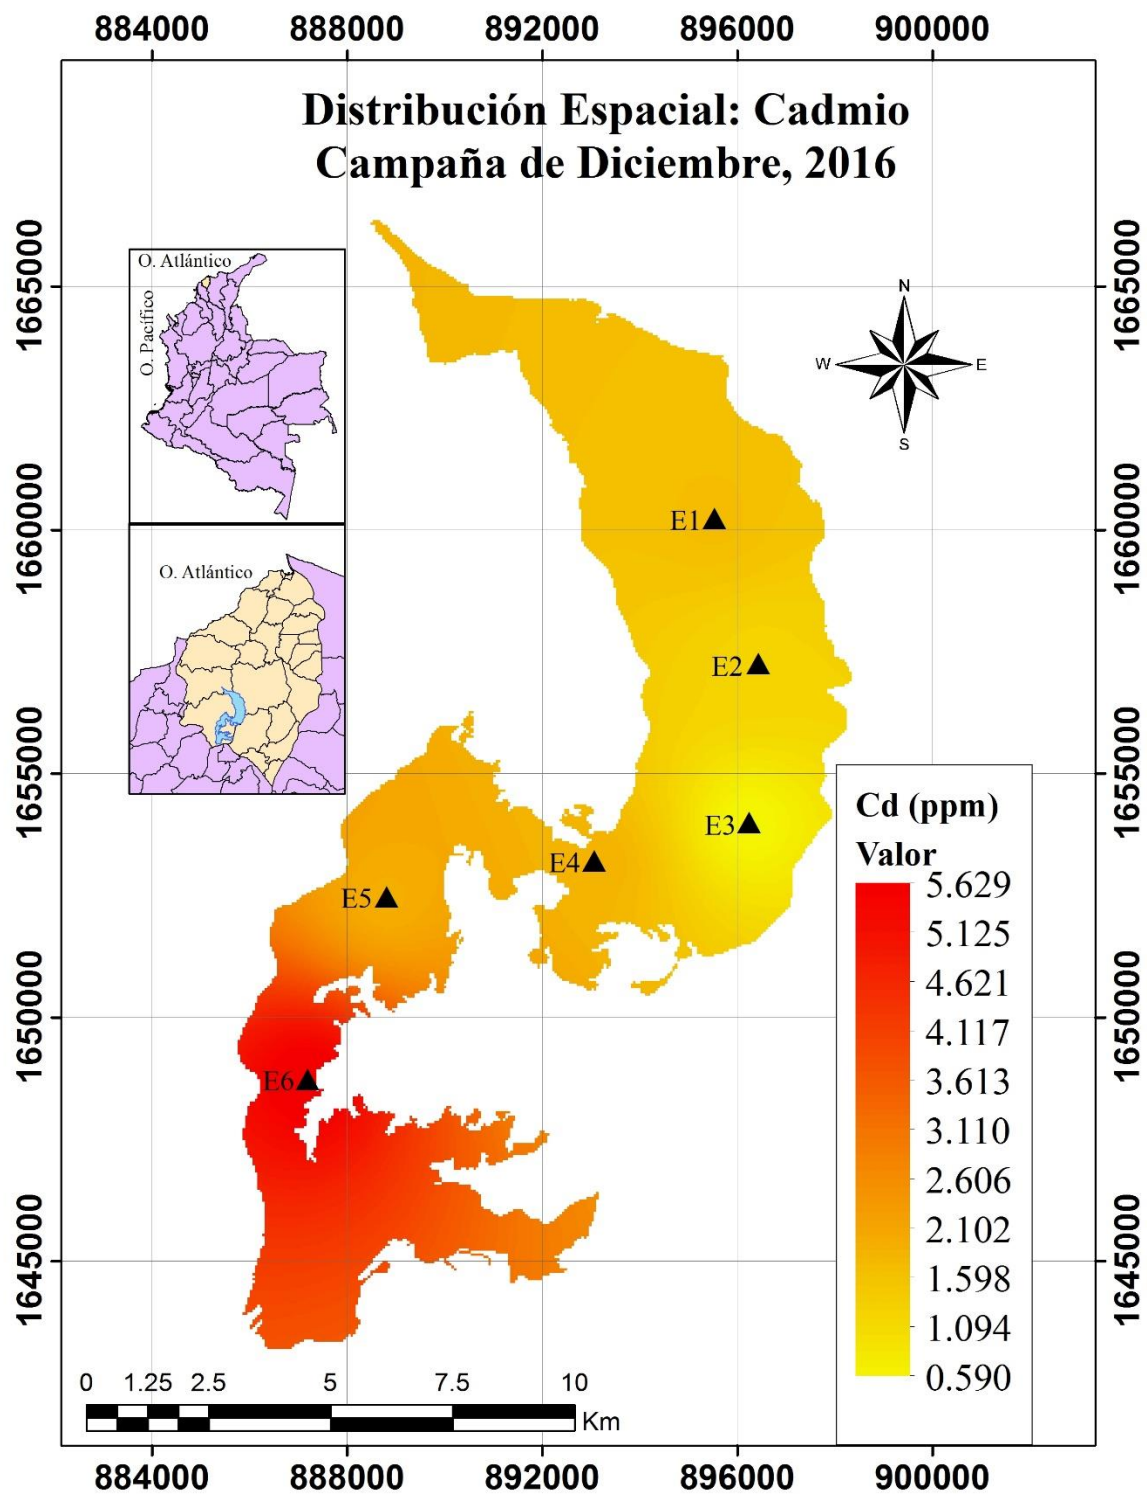 884000 888000 892000 896000 900000
Distribución Espacial: Cadmio
Campaña de Diciembre, 2016
1665000
1660000
1655000
1650000
1645000
O. Atlántico
O. Pacífico
O. Atlántico
N
W
E
S
E1
E2
E3
E4
E5
E6
Cd (ppm)
Valor
5.629
5.125
4.621
4.117
3.613
3.110
2.606
2.102
1.598
1.094
0.590
0 1.25 2.5 5 7.5 10
Km
1665000
1660000
1655000
1650000
1645000
884000 888000 892000 896000 900000